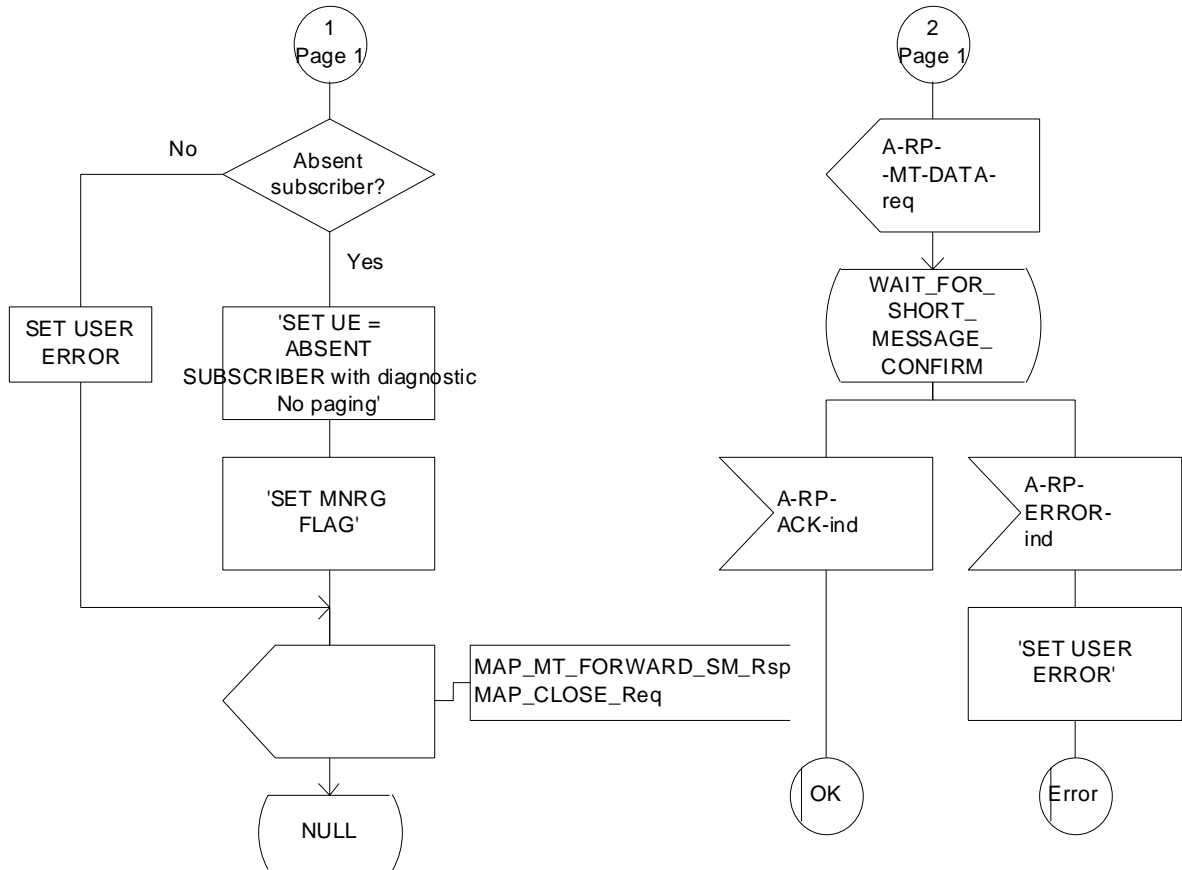 1
Page 1
No
Absent
subscriber?
Yes
SET USER
ERROR
'SET UE =
ABSENT
SUBSCRIBER with diagnostic
No paging'
'SET MNRG
FLAG'
MAP_MT_FORWARD_SM_Rsp
MAP_CLOSE_Req
NULL
2
Page 1
A-RP-
-MT-DATA-
req
WAIT_FOR_
SHORT_
MESSAGE_
CONFIRM
A-RP-
ACK-ind
A-RP-
ERROR-
ind
'SET USER
ERROR'
OK
Error